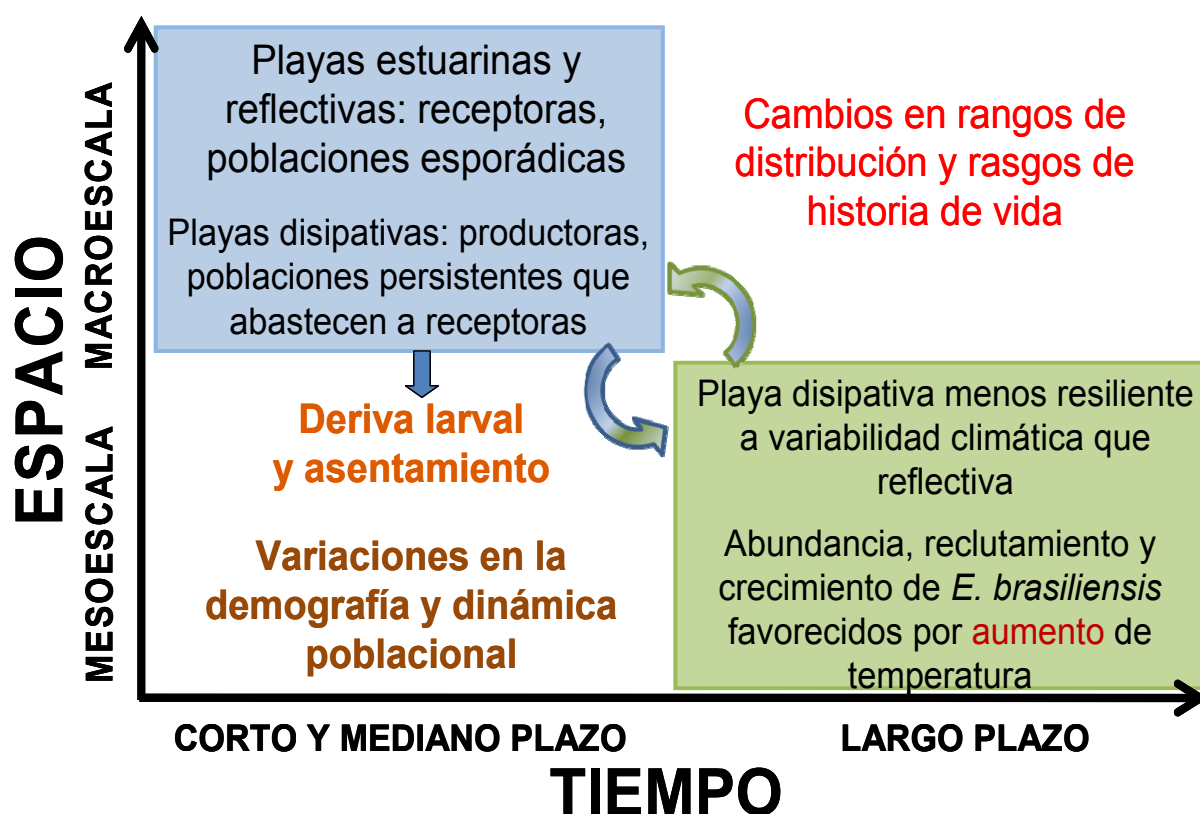 ESPACIO
MACROESCALA
MESOESCALA
Playas estuarinas y
reflectivas: receptoras,
poblaciones esporádicas
Playas disipativas: productoras,
poblaciones persistentes que
abastecen a receptoras
Cambios en rangos de
distribución y rasgos de
historia de vida
Deriva larval
y asentamiento
Variaciones en la
demografía y dinámica
poblacional
Playa disipativa menos resiliente
a variabilidad climática que
reflectiva
Abundancia, reclutamiento y
crecimiento de E. brasiliensis
favorecidos por aumento de
temperatura
CORTO Y MEDIANO PLAZO
LARGO PLAZO
TIEMPO